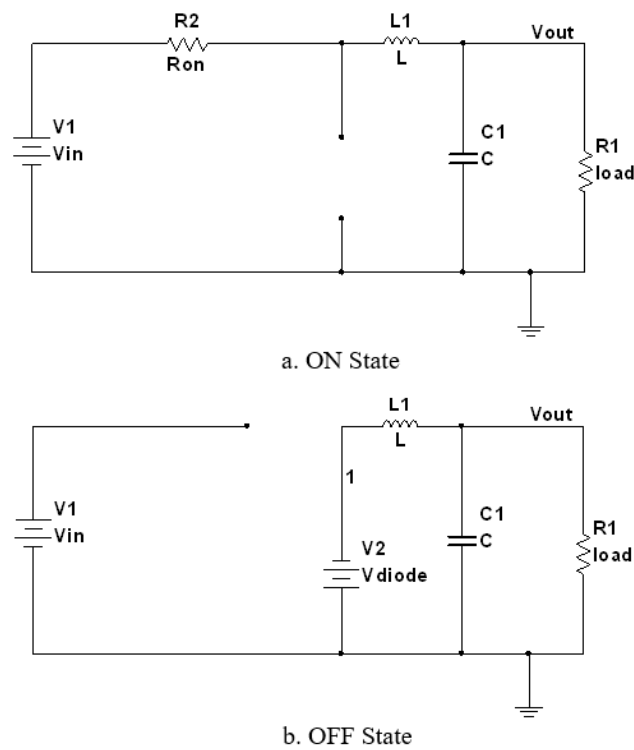 L1
Vout
R2
L
Ron
V1
C1
Vin
C
R1
load
a. ON State
L1
Vout
L
1
V1
C1
Vin
C
R1
V2
load
Vdiode
b. OFF State